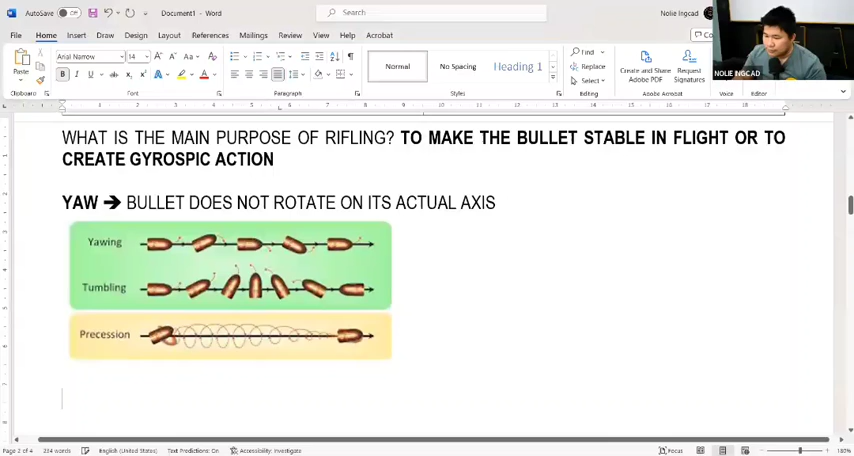 AutoSave Off Document1 - Word Search Nolie Ingcad
File Home Insert Draw Design Layout References Mailings Review View Help Acrobat
Paste Arial Narrow 14 Find Replace Select Normal No Spacing Heading 1 Create and Share Adobe PDF Request Signatures
Clipboard Font Paragraph Styles Editing Adobe Acrobat Voice Editor
NOLIE INGCAD
WHAT IS THE MAIN PURPOSE OF RIFLING? TO MAKE THE BULLET STABLE IN FLIGHT OR TO
CREATE GYROSPIC ACTION
YAW ➔ BULLET DOES NOT ROTATE ON ITS ACTUAL AXIS
Yawing
Tumbling
Precession
Page 2 of 4 234 words English (United States) Text Predictions: On Accessibility: Investigate Focus 180%